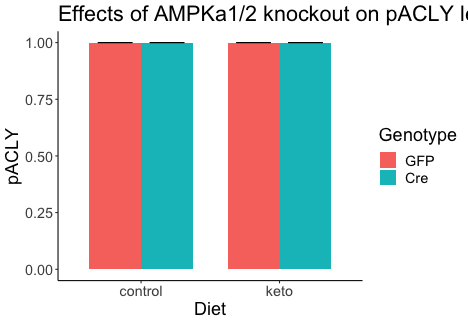 Effects of AMPKa1/2 knockout on pACLY le
1.00
0.75
0.50
0.25
0.00
pACLY
control
keto
Diet
Genotype
GFP
Cre